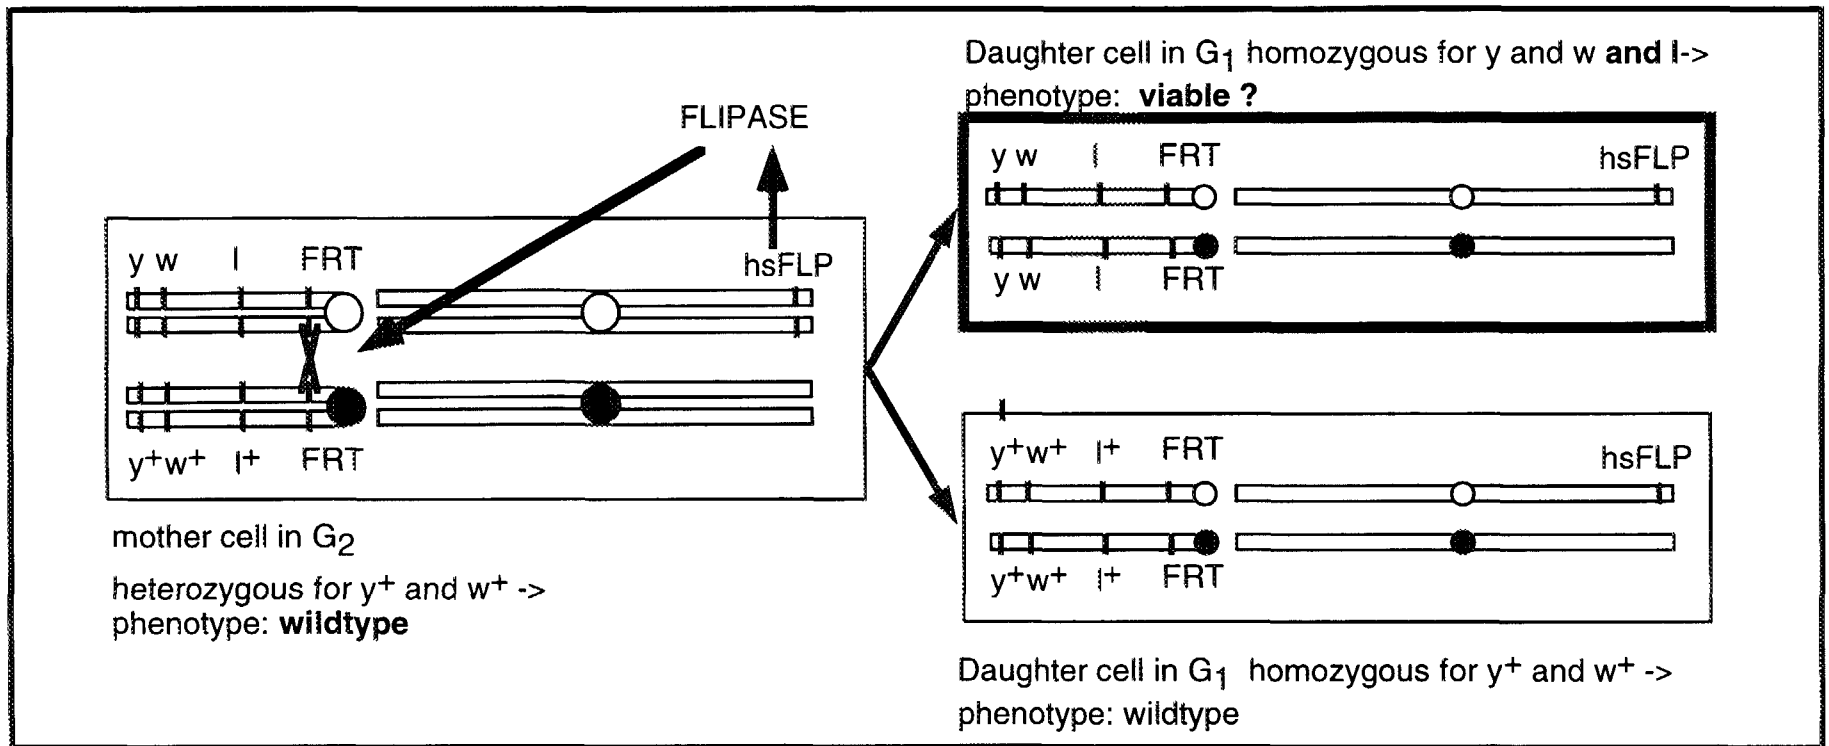 Daughter cell in G1 homozygous for y and w and l->
phenotype: viable ?
FLIPASE
y w l FRT hsFLP
y w l FRT
y w l FRT hsFLP
y+w+ l+ FRT
mother cell in G2
heterozygous for y+ and w+ ->
phenotype: wildtype
y+w+ l+ FRT hsFLP
y+w+ l+ FRT
Daughter cell in G1 homozygous for y+ and w+ ->
phenotype: wildtype